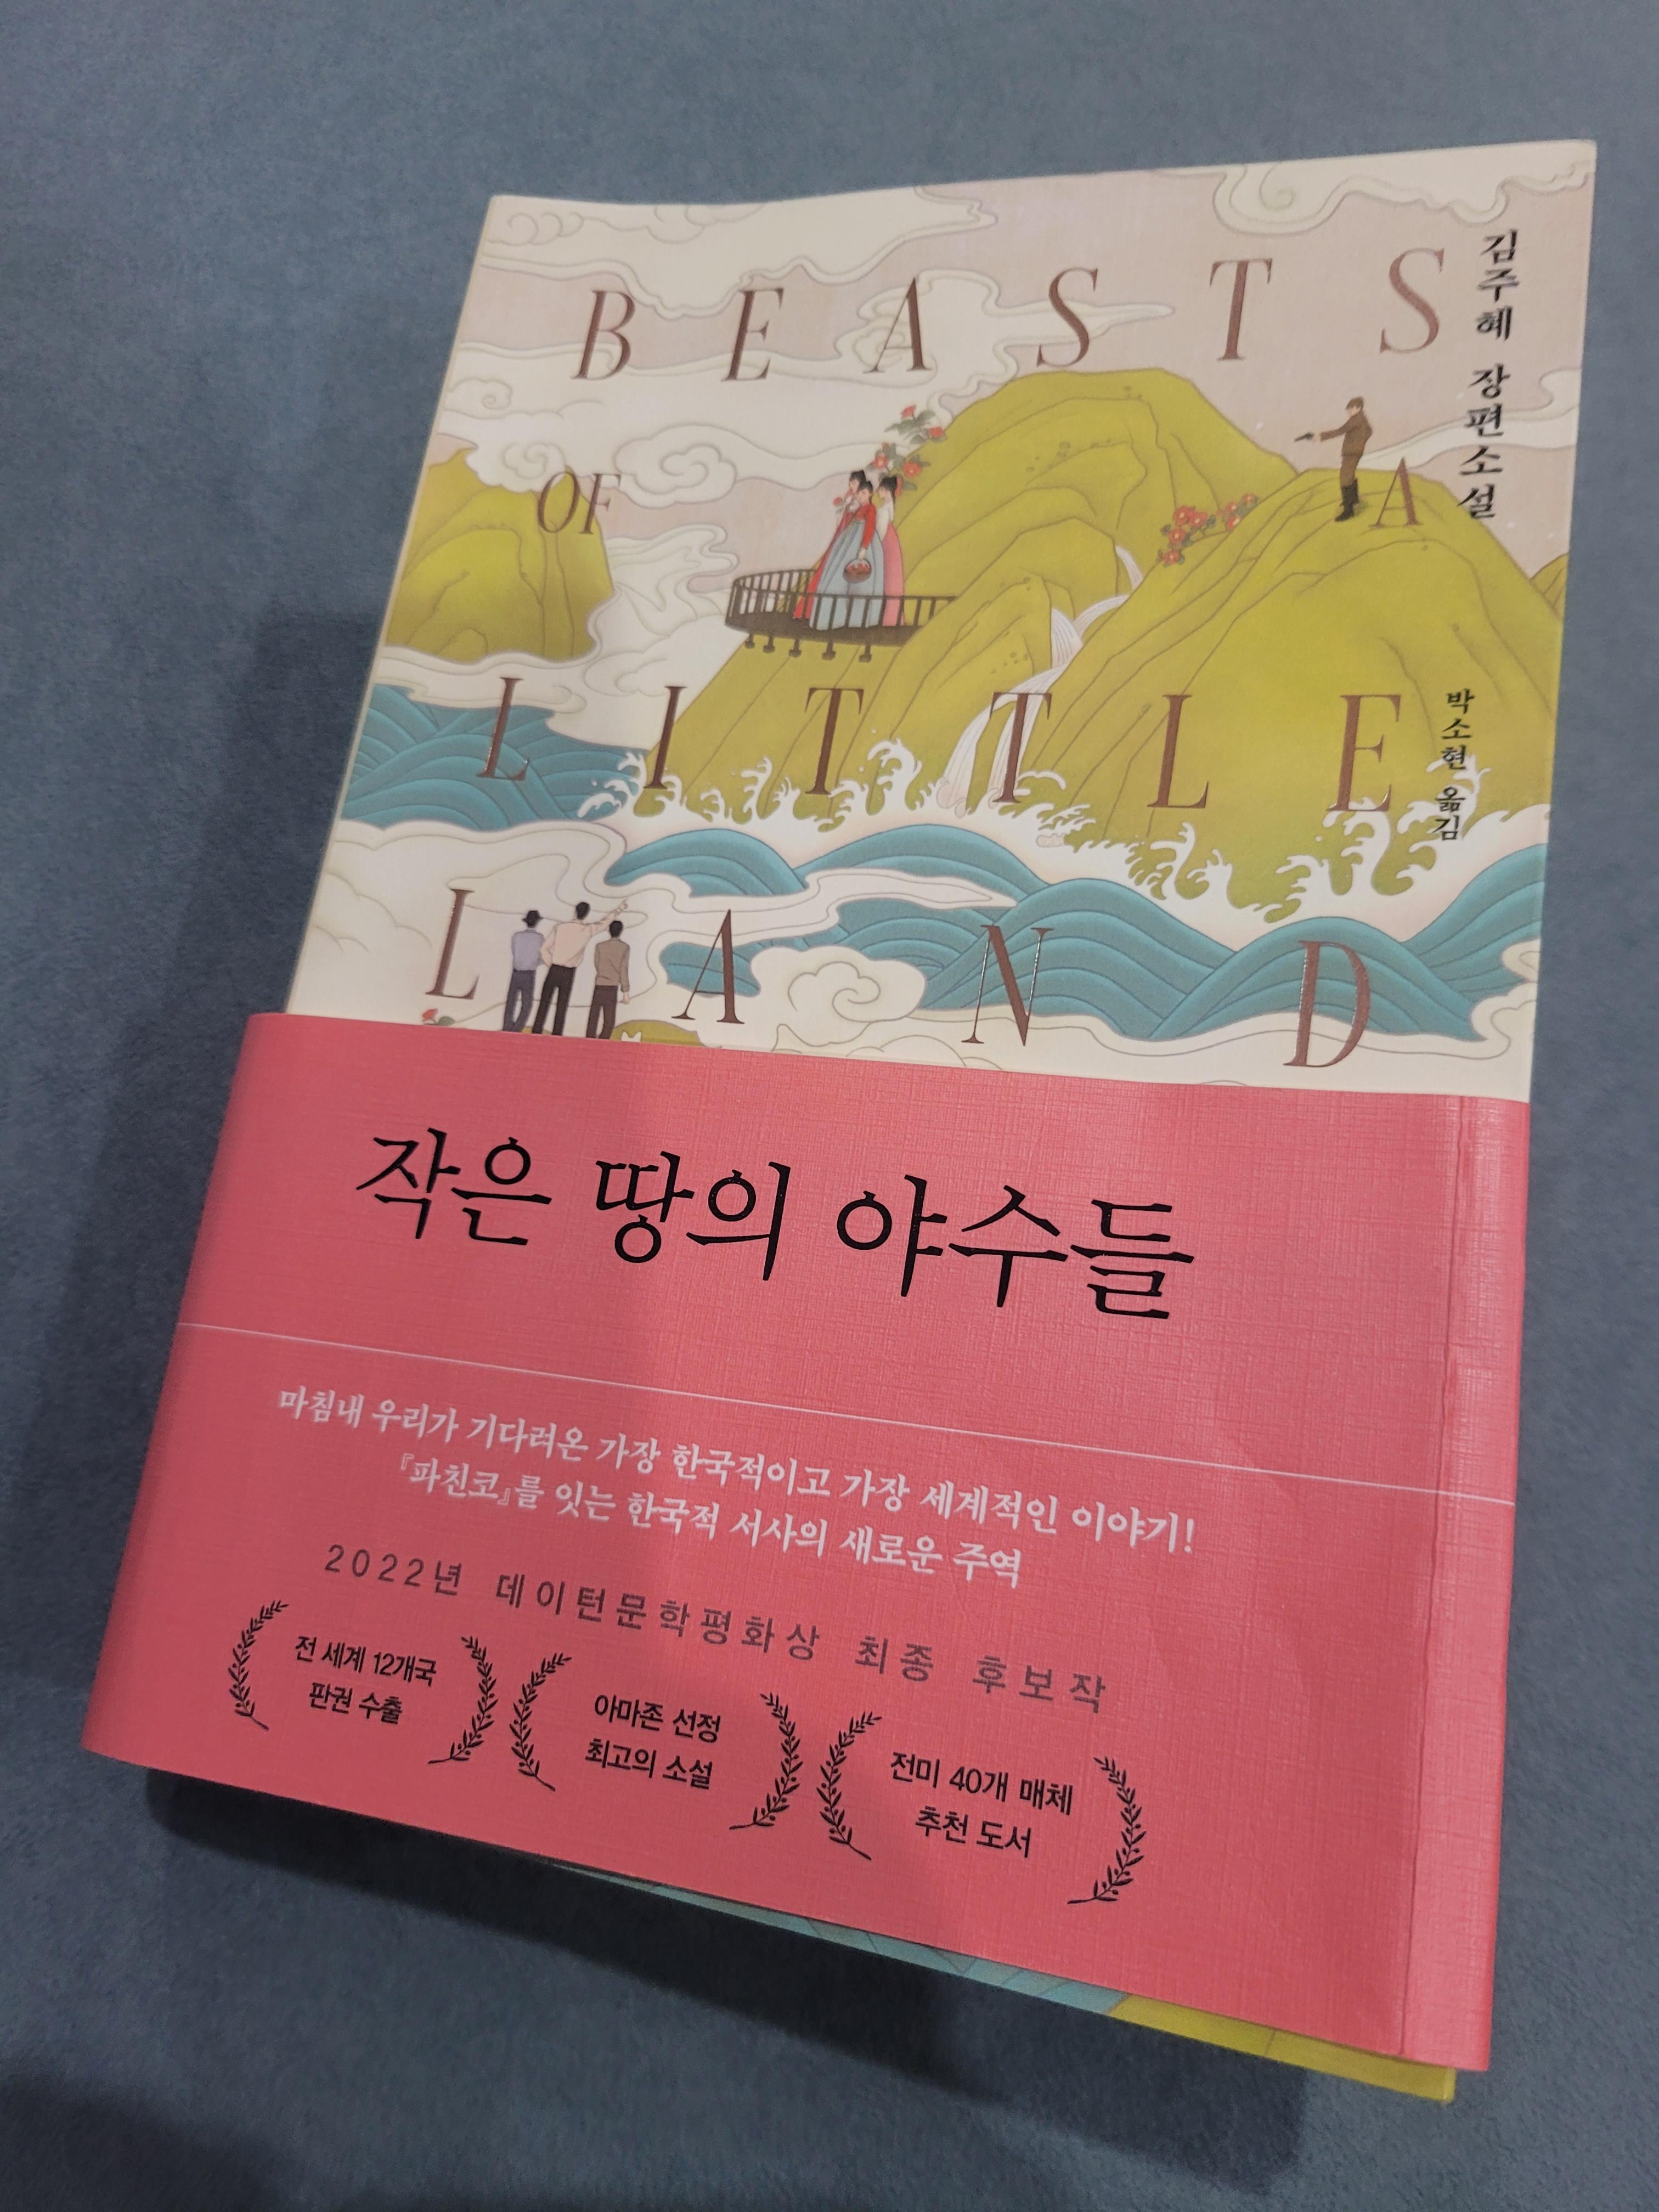 BEASTS
OF A
LITTLE
LAND
김주혜 장편소설
박소현 옮김
작은 땅의 야수들
마침내 우리가 기다려온 가장 한국적이고 가장 세계적인 이야기!
『파친코』를 잇는 한국적 서사의 새로운 주역
2022년 데이턴문학평화상 최종 후보작
전 세계 12개국
판권 수출
아마존 선정
최고의 소설
전미 40개 매체
추천 도서